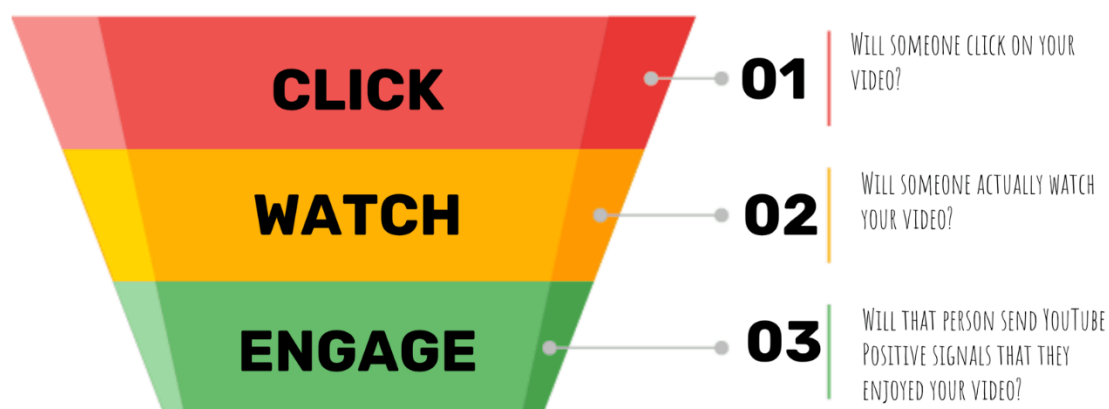 CLICK
01
Will someone click on your
video?
WATCH
02
Will someone actually watch
your video?
ENGAGE
03
Will that person send YouTube
Positive signals that they
enjoyed your video?